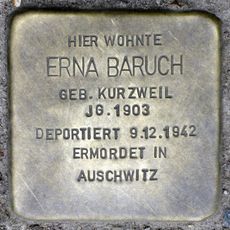 HIER WOHNTE
ERNA BARUCH
GEB. KURZWEIL
JG. 1903
DEPORTIERT 9.12.1942
ERMORDET IN
AUSCHWITZ